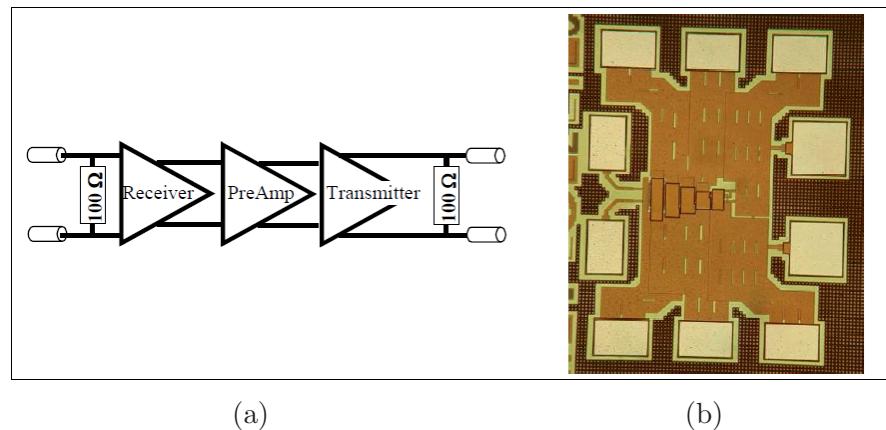 100 Ω
Receiver
PreAmp
Transmitter
100 Ω
(a)
(b)